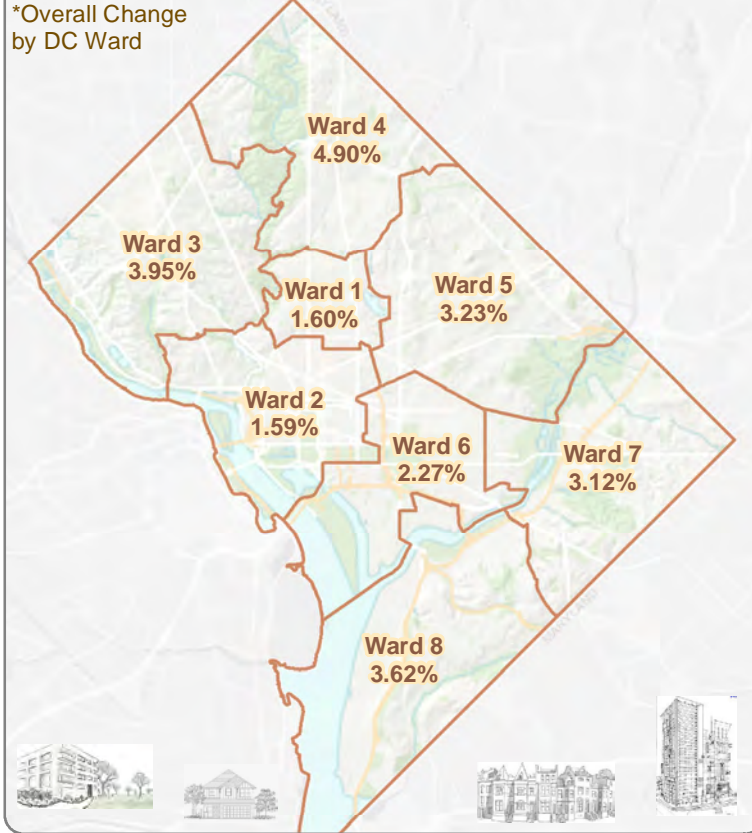 *Overall Change
by DC Ward
Ward 4
4.90%
Ward 3
3.95%
Ward 1
1.60%
Ward 5
3.23%
Ward 2
1.59%
Ward 6
2.27%
Ward 7
3.12%
MARYLAND
Ward 8
3.62%